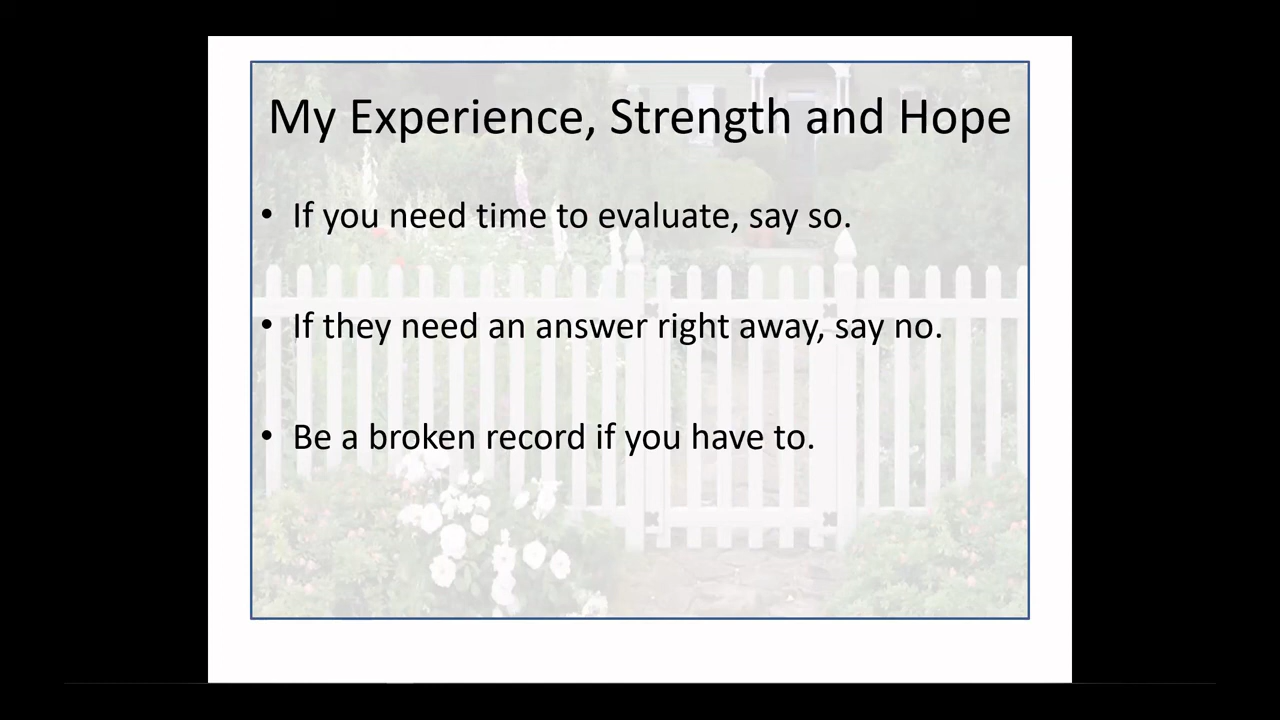 My Experience, Strength and Hope
• If you need time to evaluate, say so.
• If they need an answer right away, say no.
• Be a broken record if you have to.